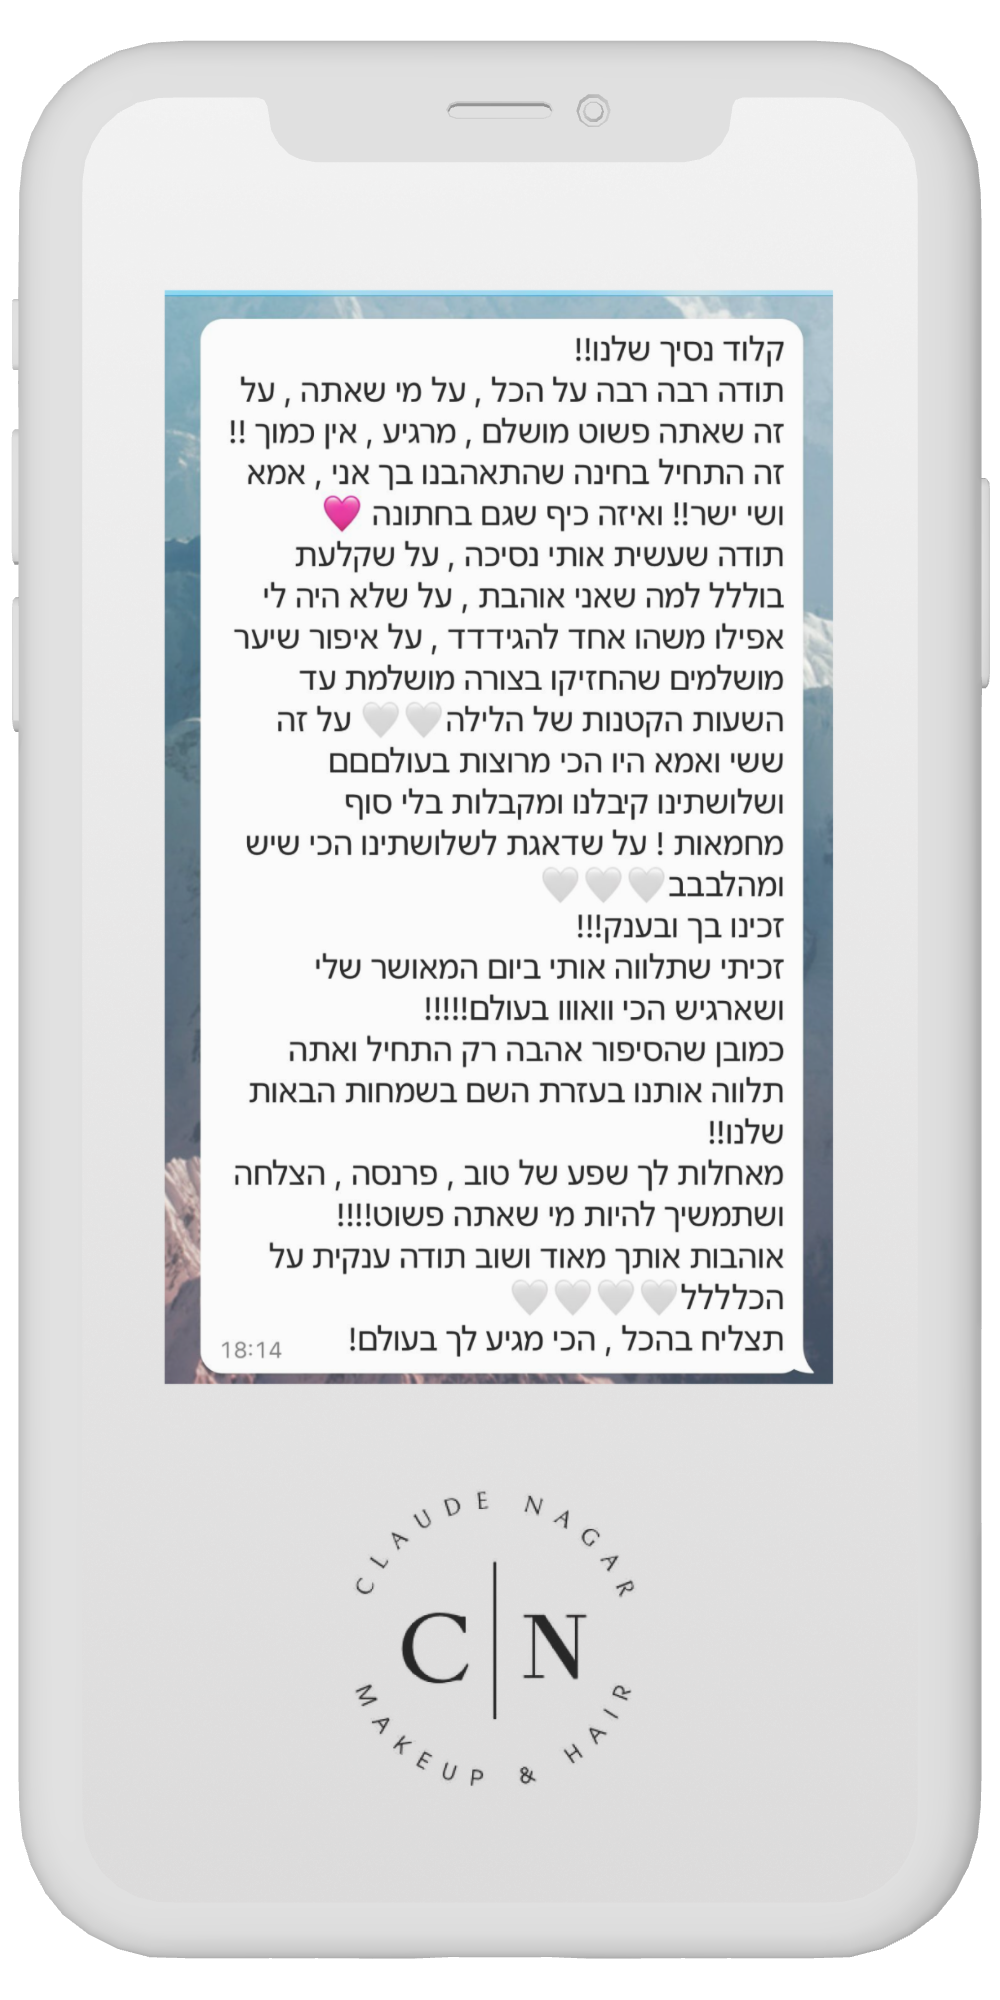 קלוד נסיך שלנו!!
תודה רבה רבה על הכל , על מי שאתה , על
זה שאתה פשוט מושלם , מרגיע , אין כמוך !!
זה התחיל בחינה שהתאהבנו בך אני , אמא
ושי ישר!! ואיזה כיף שגם בחתונה 💗
תודה שעשית אותי נסיכה , על שקלעת
בוללל למה שאני אוהבת , על שלא היה לי
אפילו משהו אחד להגידדד , על איפור שיער
מושלמים שהחזיקו בצורה מושלמת עד
השעות הקטנות של הלילה🤍🤍 על זה
ששי ואמא היו הכי מרוצות בעולםםם
ושלושתינו קיבלנו ומקבלות בלי סוף
מחמאות ! על שדאגת לשלושתינו הכי שיש
ומהלבבב🤍🤍🤍
זכינו בך ובענק!!!
זכיתי שתלווה אותי ביום המאושר שלי
ושארגיש הכי וואווו בעולם!!!!!
כמובן שהסיפור אהבה רק התחיל ואתה
תלווה אותנו בעזרת השם בשמחות הבאות
שלנו!!
מאחלות לך שפע של טוב , פרנסה , הצלחה
ושתמשיך להיות מי שאתה פשוט!!!!
אוהבות אותך מאוד ושוב תודה ענקית על
הכלללל🤍🤍🤍🤍
תצליח בהכל , הכי מגיע לך בעולם!
18:14
CLAUDE NAGAR
C|N
MAKEUP & HAIR